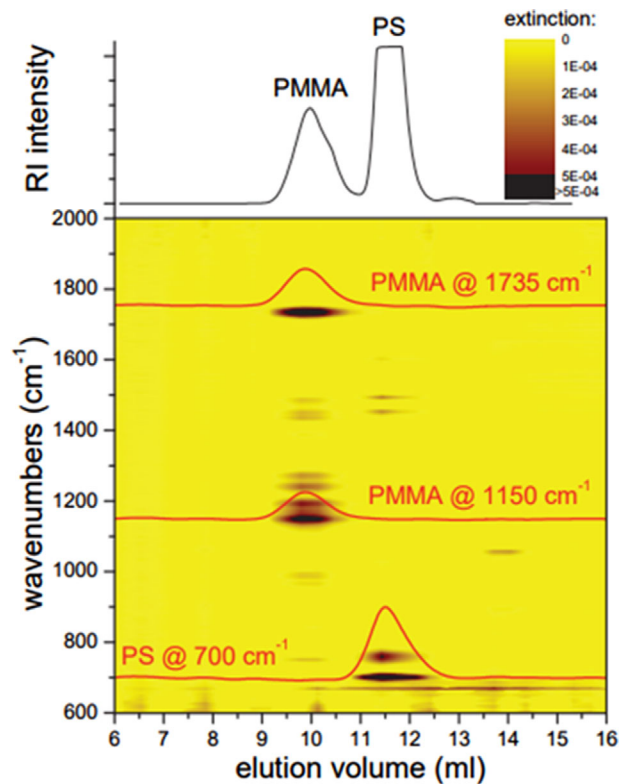 extinction:
0
1E-04
2E-04
3E-04
4E-04
5E-04
>5E-04
PS
PMMA
RI intensity
2000
1800
1600
1400
1200
1000
800
600
wavenumbers (cm⁻¹)
PMMA @ 1735 cm⁻¹
PMMA @ 1150 cm⁻¹
PS @ 700 cm⁻¹
6 7 8 9 10 11 12 13 14 15 16
elution volume (ml)